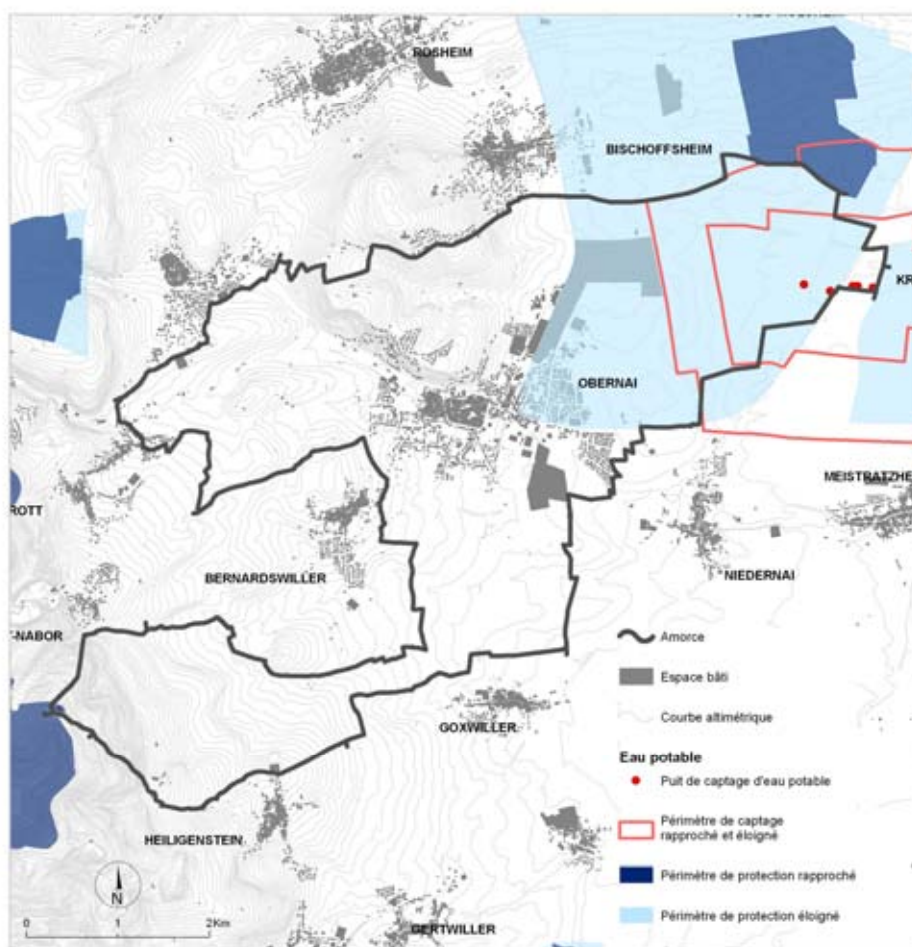 ROSHEIM
BISCHOFFSHEIM
KR
OBERNAI
MEISTRATZHE
ROTT
BERNARDSWILLER
NIEDERNAI
-NABOR
GOXWILLER
HEILIGENSTEIN
GERTWILLER
N
0 1 2Km
Amorce
Espace bâti
Courbe altimétrique
Eau potable
Puit de captage d'eau potable
Périmètre de captage
rapproché et éloigné
Périmètre de protection rapproché
Périmètre de protection éloigné